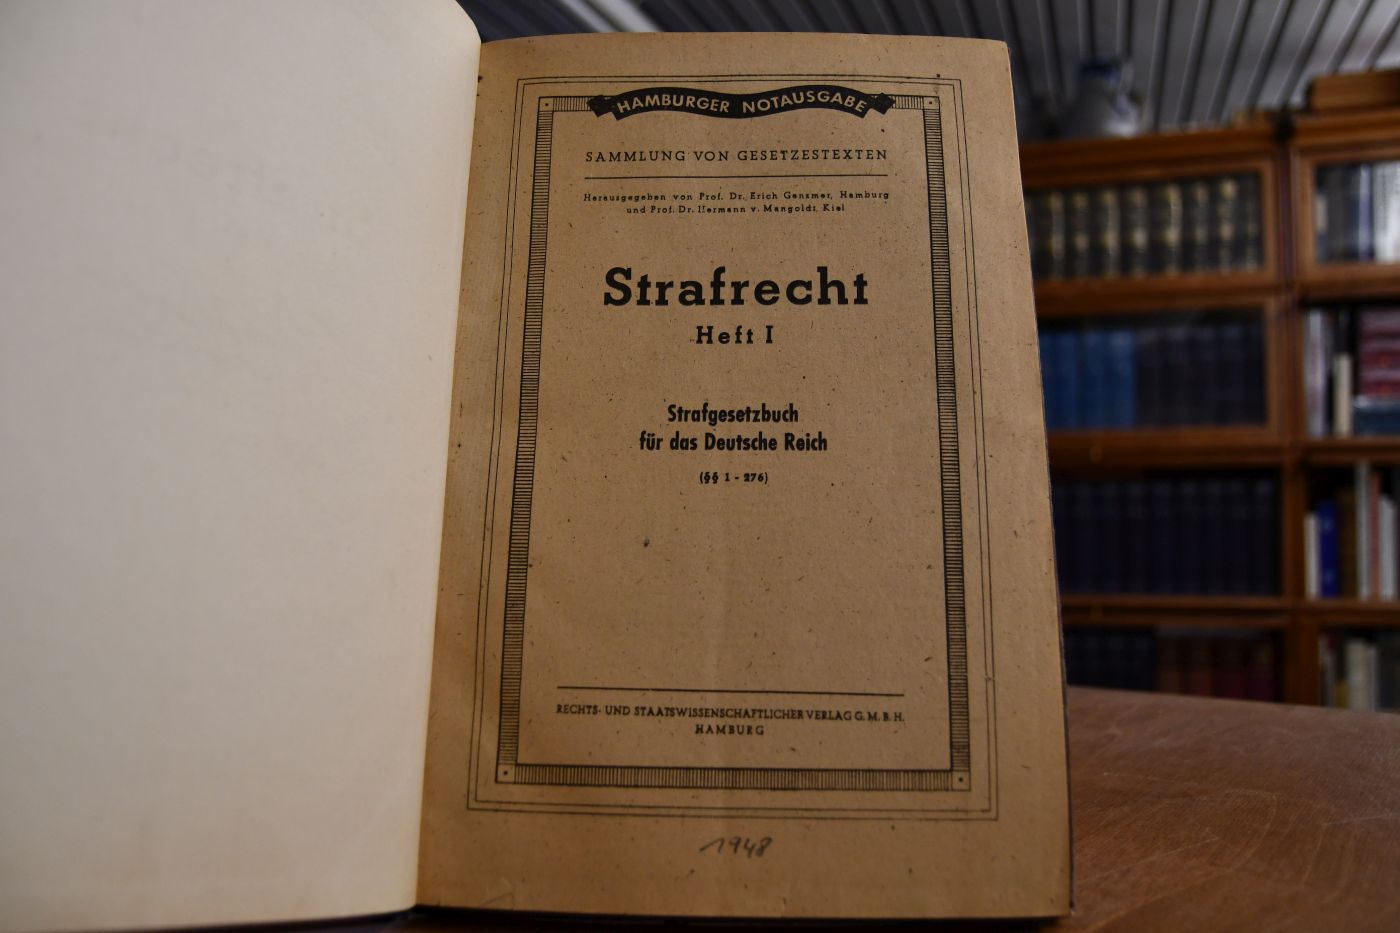 HAMBURGER NOTAUSGABE
SAMMLUNG VON GESETZESTEXTEN
Herausgegeben von Prof. Dr. Erich Genzmer, Hamburg
und Prof. Dr. Hermann v. Mangoldt, Kiel
Strafrecht
Heft I
Strafgesetzbuch
für das Deutsche Reich
(§§ 1 - 276)
RECHTS- UND STAATSWISSENSCHAFTLICHER VERLAG G. M. B. H.
HAMBURG
1948